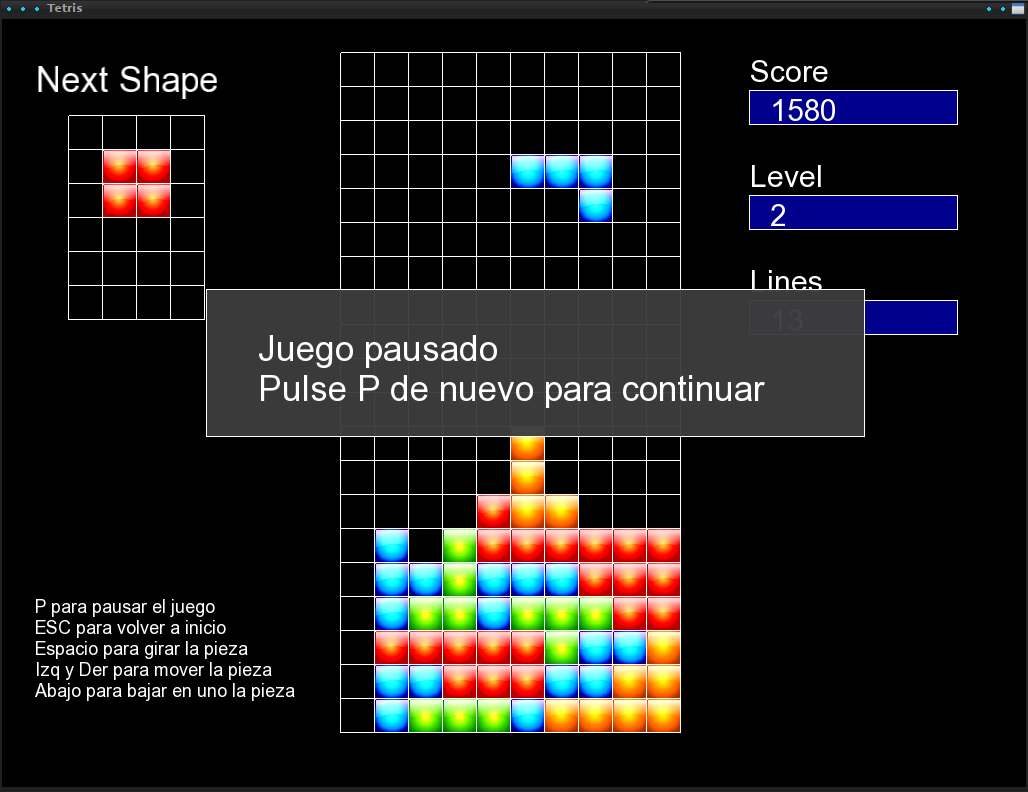 Tetris
Next Shape
Score
1580
Level
2
Lines
13
Juego pausado
Pulse P de nuevo para continuar
P para pausar el juego
ESC para volver a inicio
Espacio para girar la pieza
Izq y Der para mover la pieza
Abajo para bajar en uno la pieza